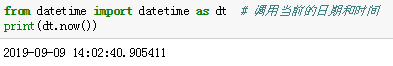 from datetime import datetime as dt  # 调用当前的日期和时间
print(dt.now())
2019-09-09 14:02:40.905411